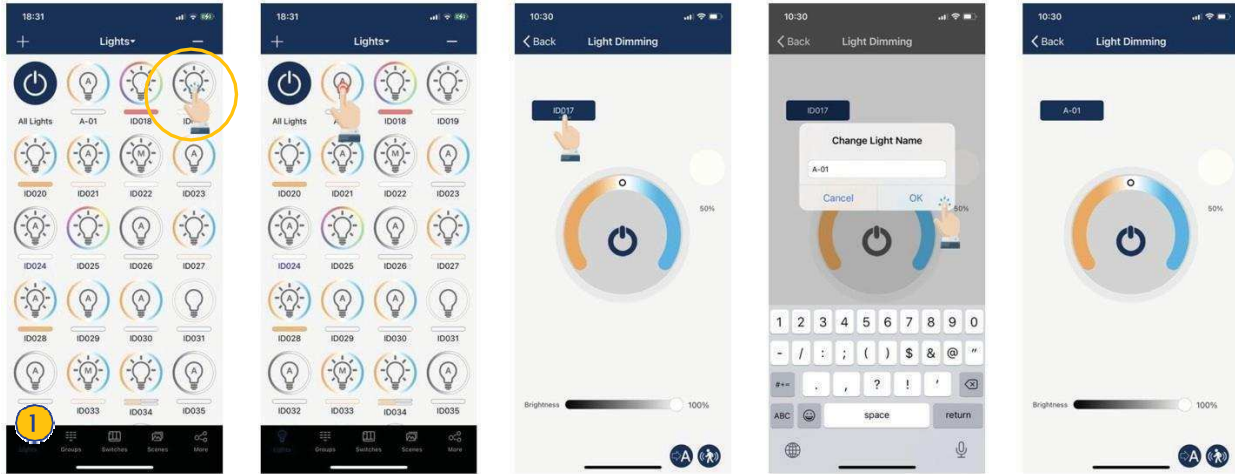 18:31
+ Lights▾ −
A A
All Lights A-01 ID018
A M A
ID020 ID021 ID022 ID023
A A
ID024 ID025 ID026 ID027
A A A
ID028 ID029 ID030 ID031
A M A A
ID033 ID034 ID035
1
Lights Groups Switches Scenes More
18:31
+ Lights▾ −
A
All Lights ID018 ID019
A M A
ID020 ID021 ID022 ID023
A A
ID024 ID025 ID026 ID027
A A A
ID028 ID029 ID030 ID031
A M A A
ID032 ID033 ID034 ID035
Lights Groups Switches Scenes More
10:30
Back Light Dimming
ID017
50%
Brightness 100%
A
10:30
Back Light Dimming
ID017
Change Light Name
A-01
Cancel OK
50%
1 2 3 4 5 6 7 8 9 0
- / : ; ( ) $ & @ "
#+= . , ? ! '
ABC space return
10:30
Back Light Dimming
A-01
50%
Brightness 100%
A